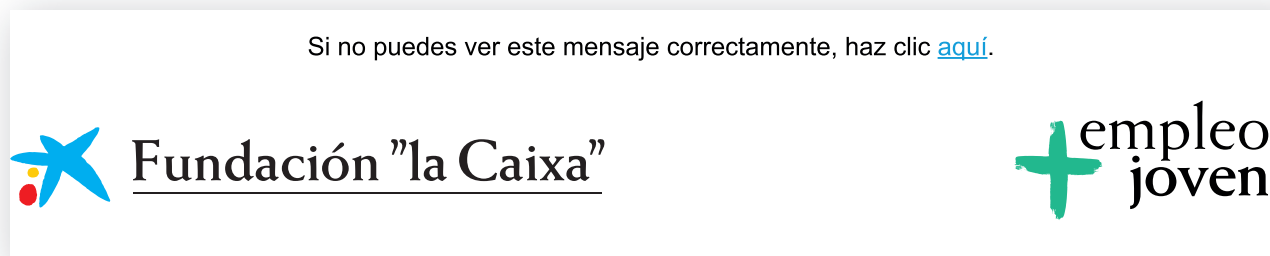 Si no puedes ver este mensaje correctamente, haz clic aquí.
Fundación "la Caixa"
empleo
joven